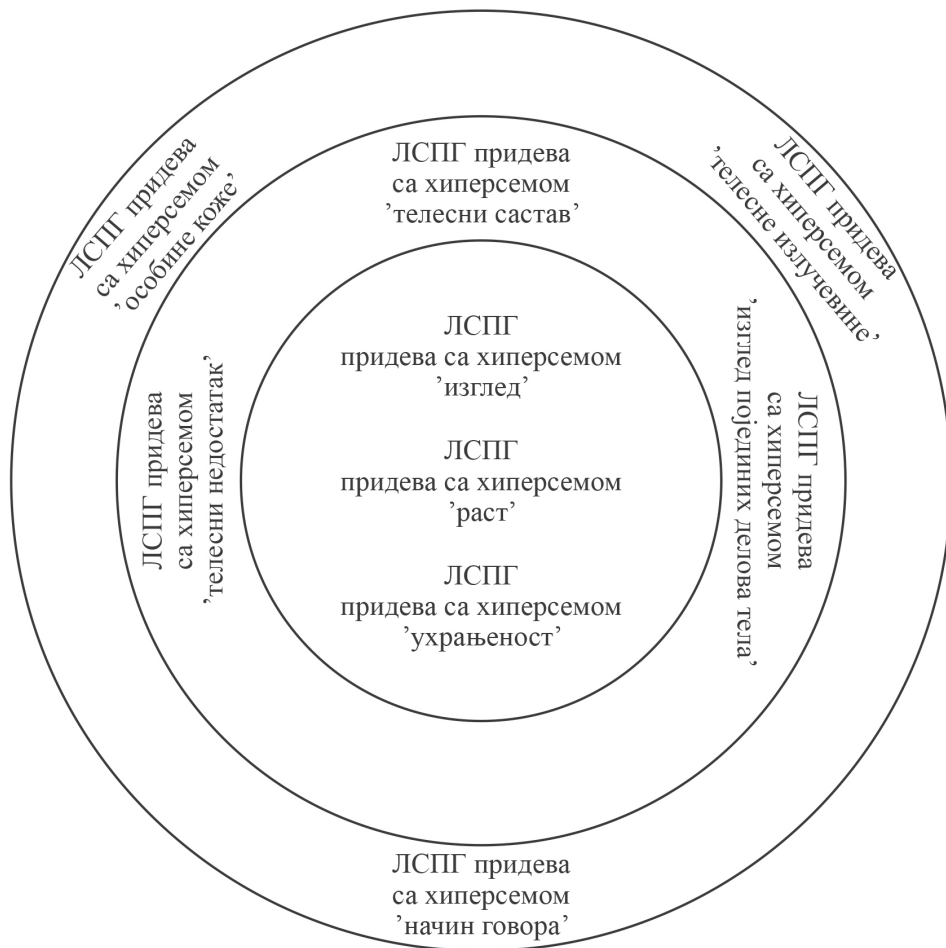 ЛСПГ придева
са хиперсемом
’особине коже’
ЛСПГ придева
са хиперсемом
’телесни састав’
ЛСПГ придева
са хиперсемом
’телесне излучевине’
ЛСПГ придева
са хиперсемом
’телесни недостатак’
ЛСПГ
придева са хиперсемом
’изглед’
ЛСПГ
придева са хиперсемом
’раст’
ЛСПГ
придева са хиперсемом
’ухрањеност’
ЛСПГ придева
са хиперсемом
’изглед појединих делова тела’
ЛСПГ придева
са хиперсемом
’начин говора’